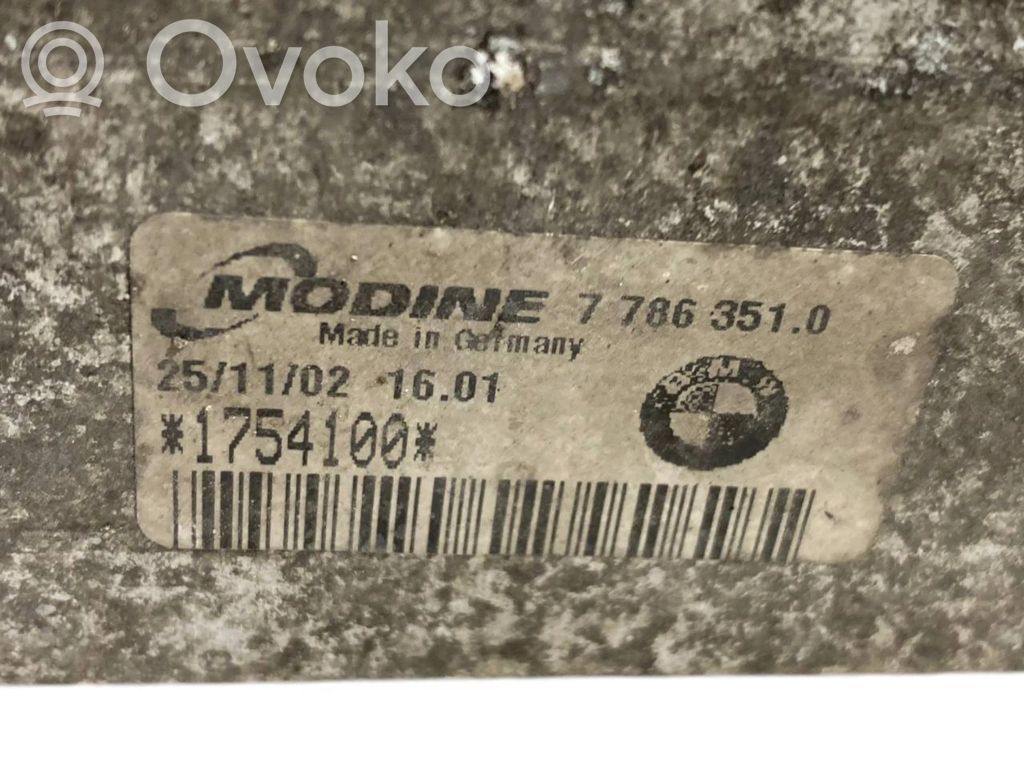 Ovoko
MODINE 7 786 351.0
Made in Germany
25/11/02 16.01
BMW
*1754100*